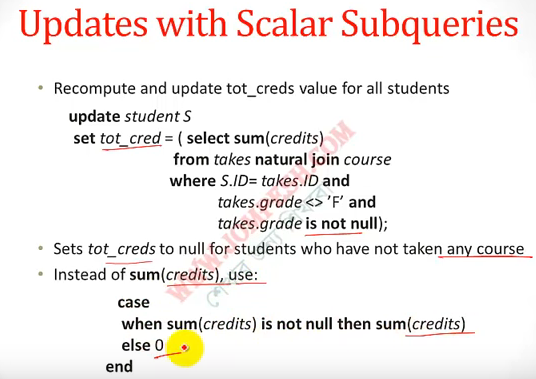 Updates with Scalar Subqueries
• Recompute and update tot_creds value for all students
update student S
set tot_cred = ( select sum(credits)
from takes natural join course
where S.ID= takes.ID and
takes.grade <> 'F' and
takes.grade is not null);
• Sets tot_creds to null for students who have not taken any course
• Instead of sum(credits), use:
case
when sum(credits) is not null then sum(credits)
else 0
end